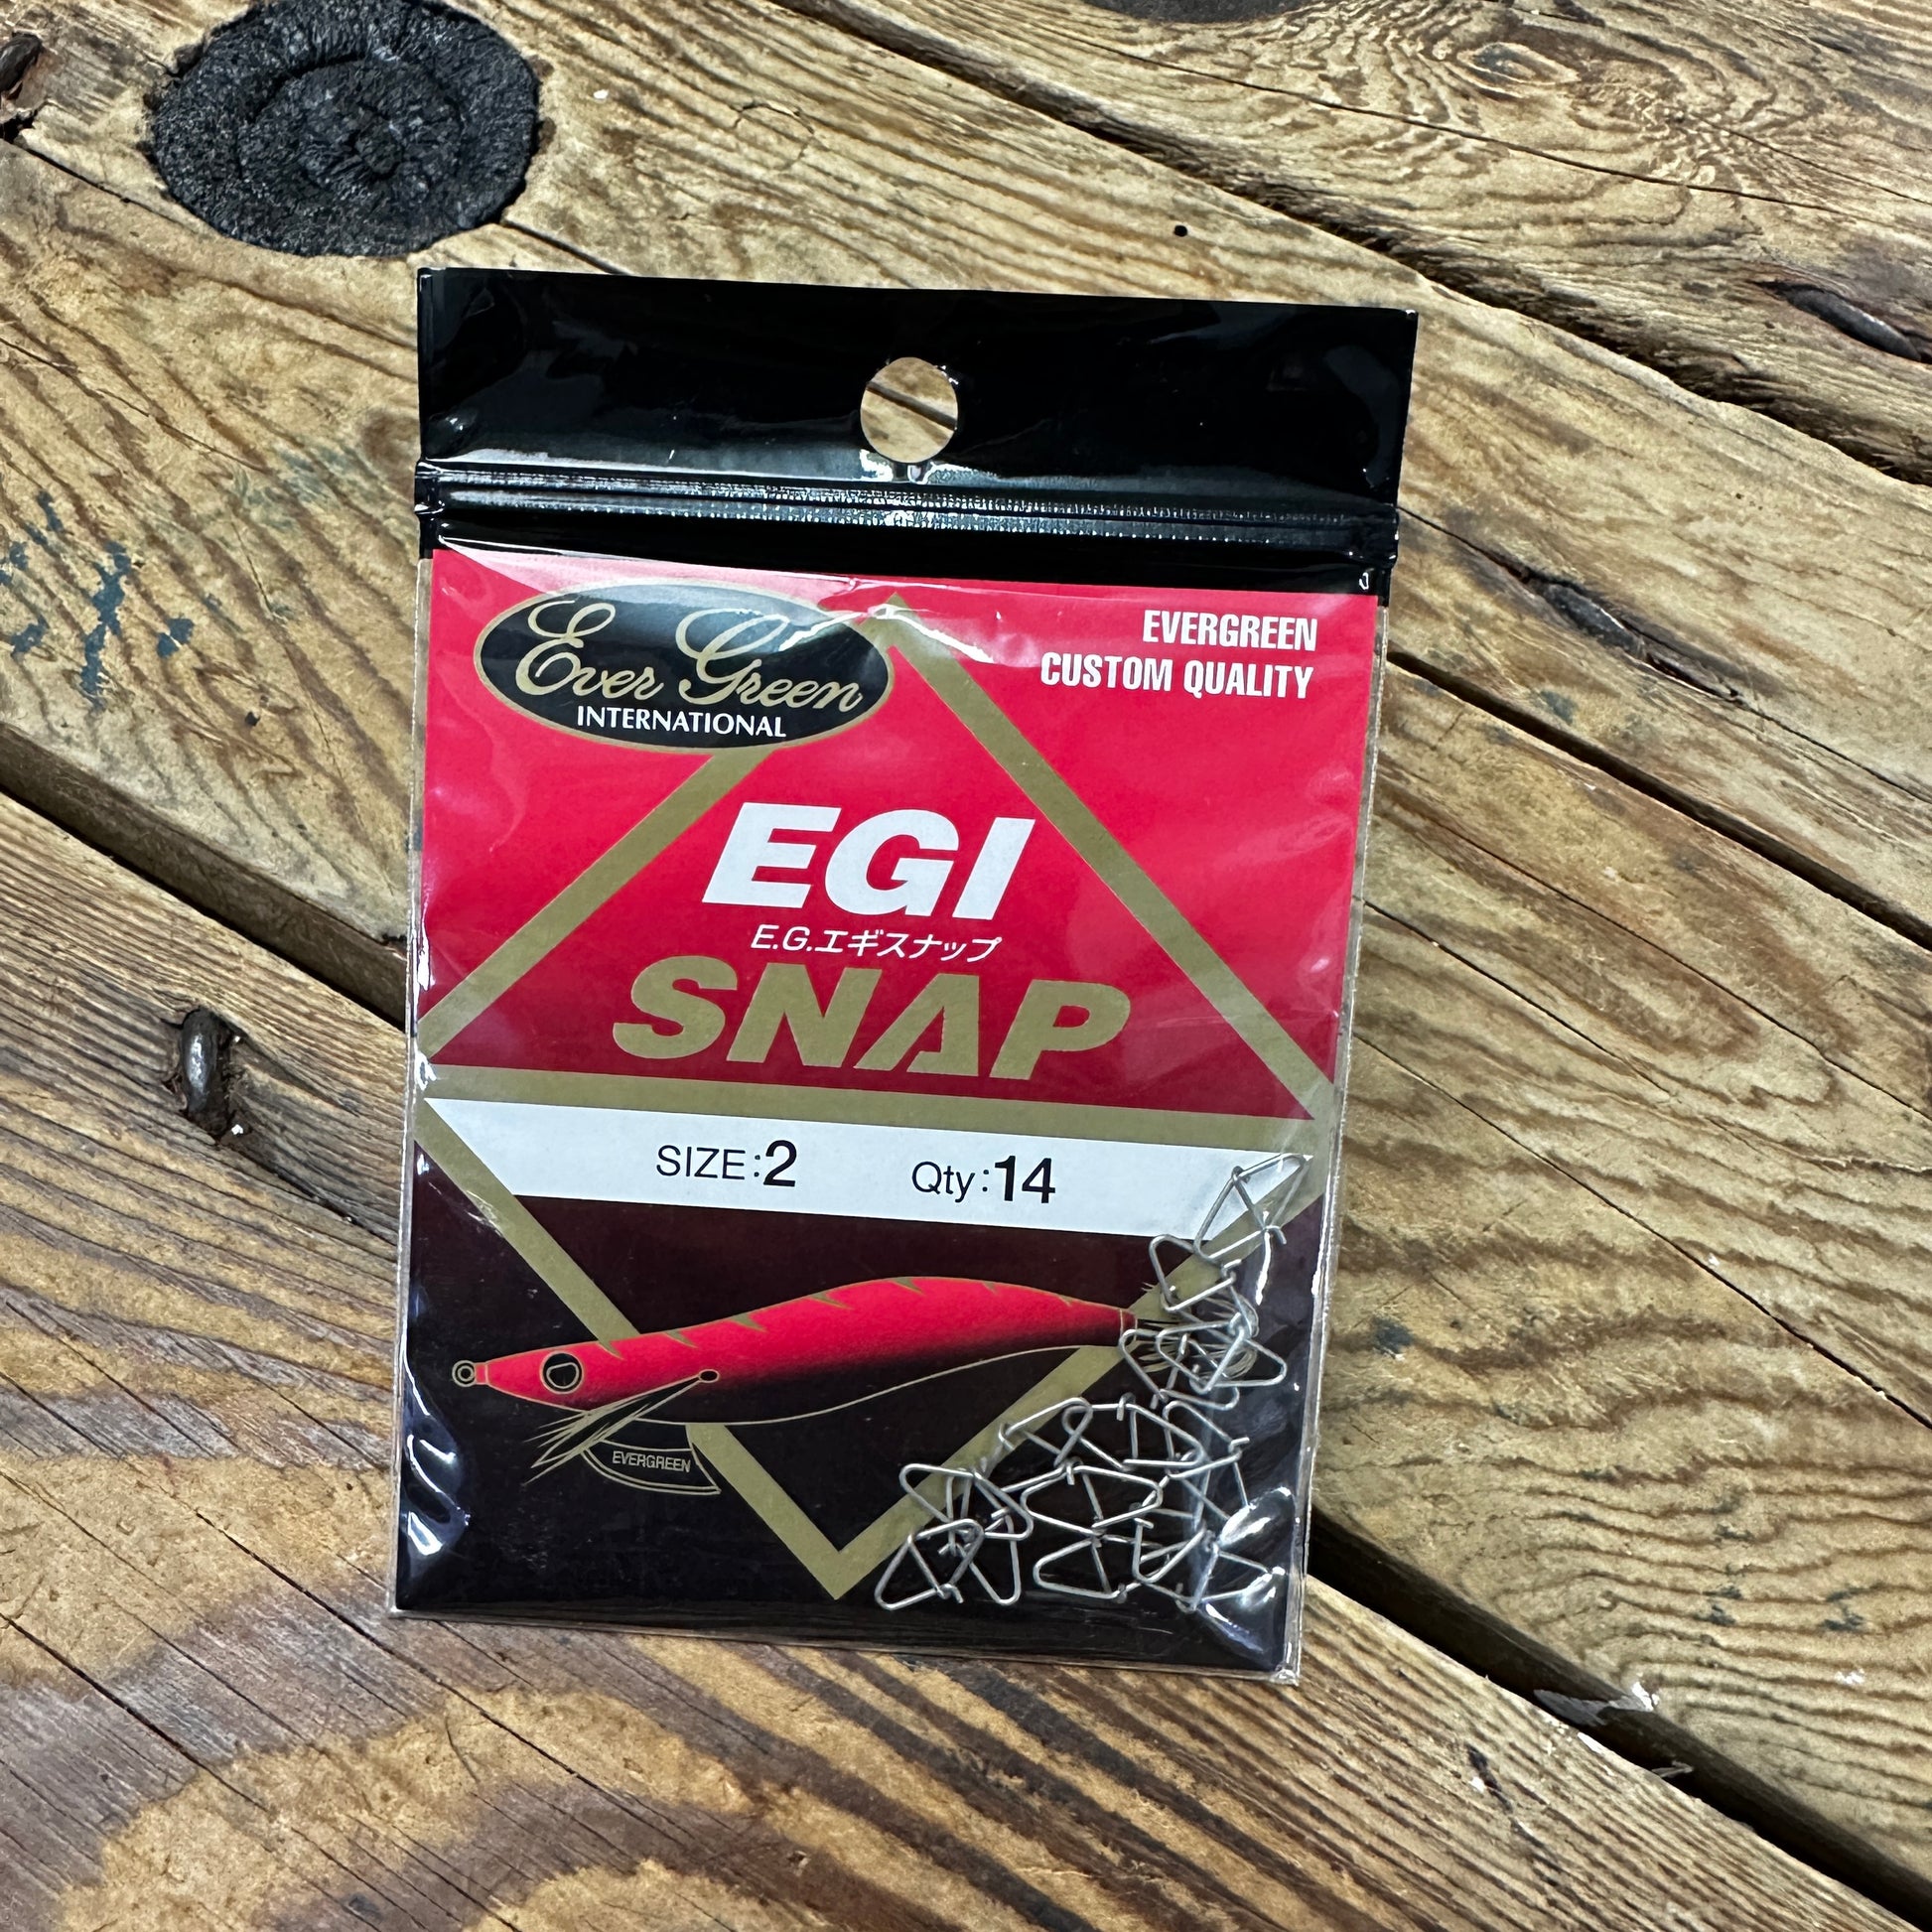 Ever Green
INTERNATIONAL
EVERGREEN
CUSTOM QUALITY
EGI
E.G.エギスナップ
SNAP
SIZE:2 Qty:14
EVERGREEN